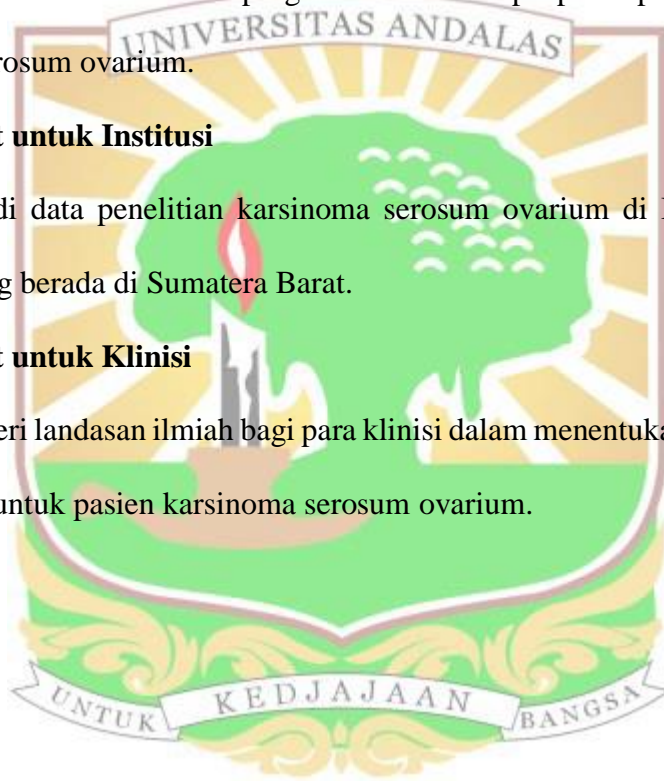 UNIVERSITAS ANDALAS
rosum ovarium.
t untuk Institusi
di data penelitian karsinoma serosum ovarium di
g berada di Sumatera Barat.
t untuk Klinisi
eri landasan ilmiah bagi para klinisi dalam menentuka
untuk pasien karsinoma serosum ovarium.
UNTUK KEDJAJAAN BANGSA